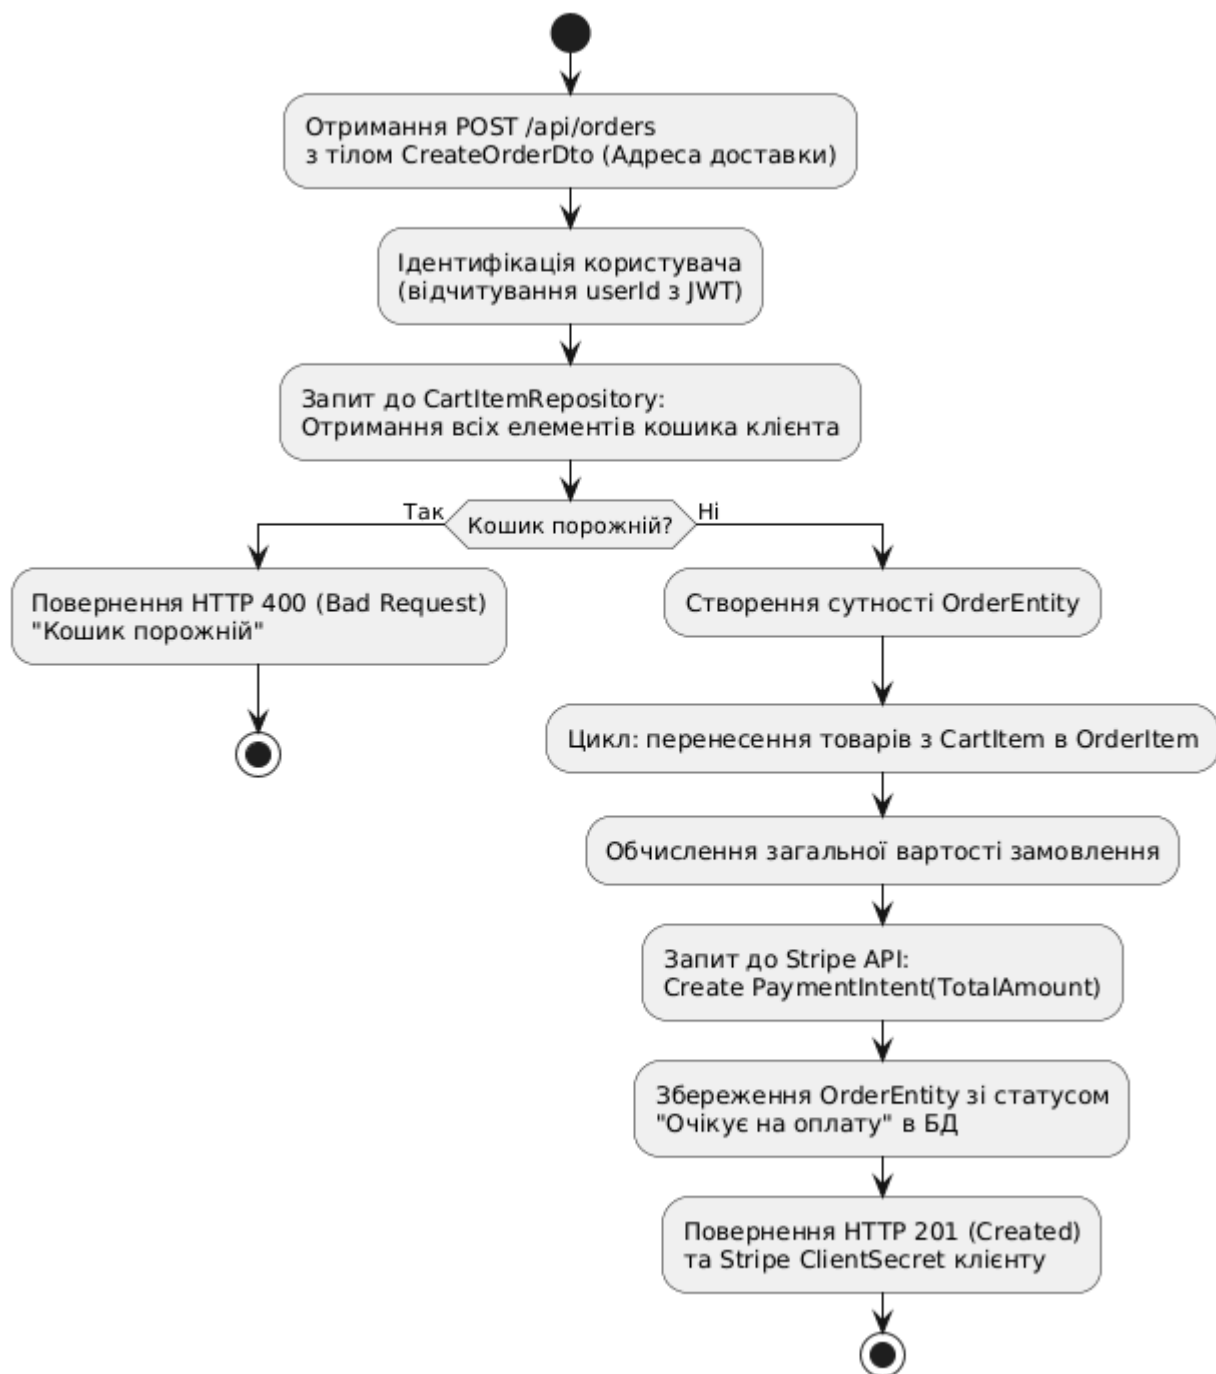 Отримання POST /api/orders
з тілом CreateOrderDto (Адреса доставки)
Ідентифікація користувача
(відчитування userId з JWT)
Запит до CartItemRepository:
Отримання всіх елементів кошика клієнта
Так
Кошик порожній?
Ні
Повернення HTTP 400 (Bad Request)
"Кошик порожній"
Створення сутності OrderEntity
Цикл: перенесення товарів з CartItem в OrderItem
Обчислення загальної вартості замовлення
Запит до Stripe API:
Create PaymentIntent(TotalAmount)
Збереження OrderEntity зі статусом
"Очікує на оплату" в БД
Повернення HTTP 201 (Created)
та Stripe ClientSecret клієнту